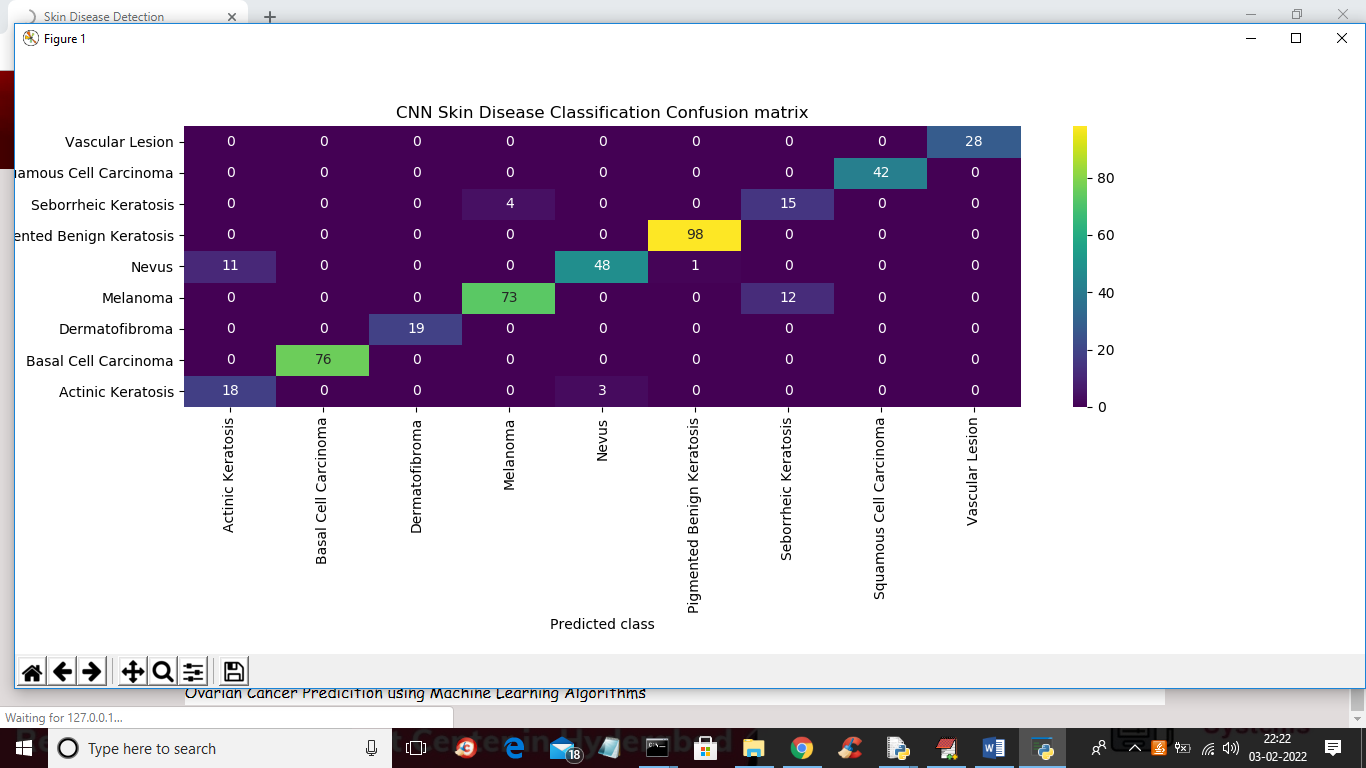 Skin Disease Detection
Figure 1
CNN Skin Disease Classification Confusion matrix
Vascular Lesion 0 0 0 0 0 0 0 0 28
uamous Cell Carcinoma 0 0 0 0 0 0 0 42 0
Seborrheic Keratosis 0 0 0 4 0 0 15 0 0
ented Benign Keratosis 0 0 0 0 0 98 0 0 0
Nevus 11 0 0 0 48 1 0 0 0
Melanoma 0 0 0 73 0 0 12 0 0
Dermatofibroma 0 0 19 0 0 0 0 0 0
Basal Cell Carcinoma 0 76 0 0 0 0 0 0 0
Actinic Keratosis 18 0 0 0 3 0 0 0 0
80
60
40
20
0
Actinic Keratosis
Basal Cell Carcinoma
Dermatofibroma
Melanoma
Nevus
Pigmented Benign Keratosis
Seborrheic Keratosis
Squamous Cell Carcinoma
Vascular Lesion
Predicted class
Ovarian Cancer Predicition using Machine Learning Algorithms
Waiting for 127.0.0.1...
Type here to search
18
Systems
22:22
03-02-2022